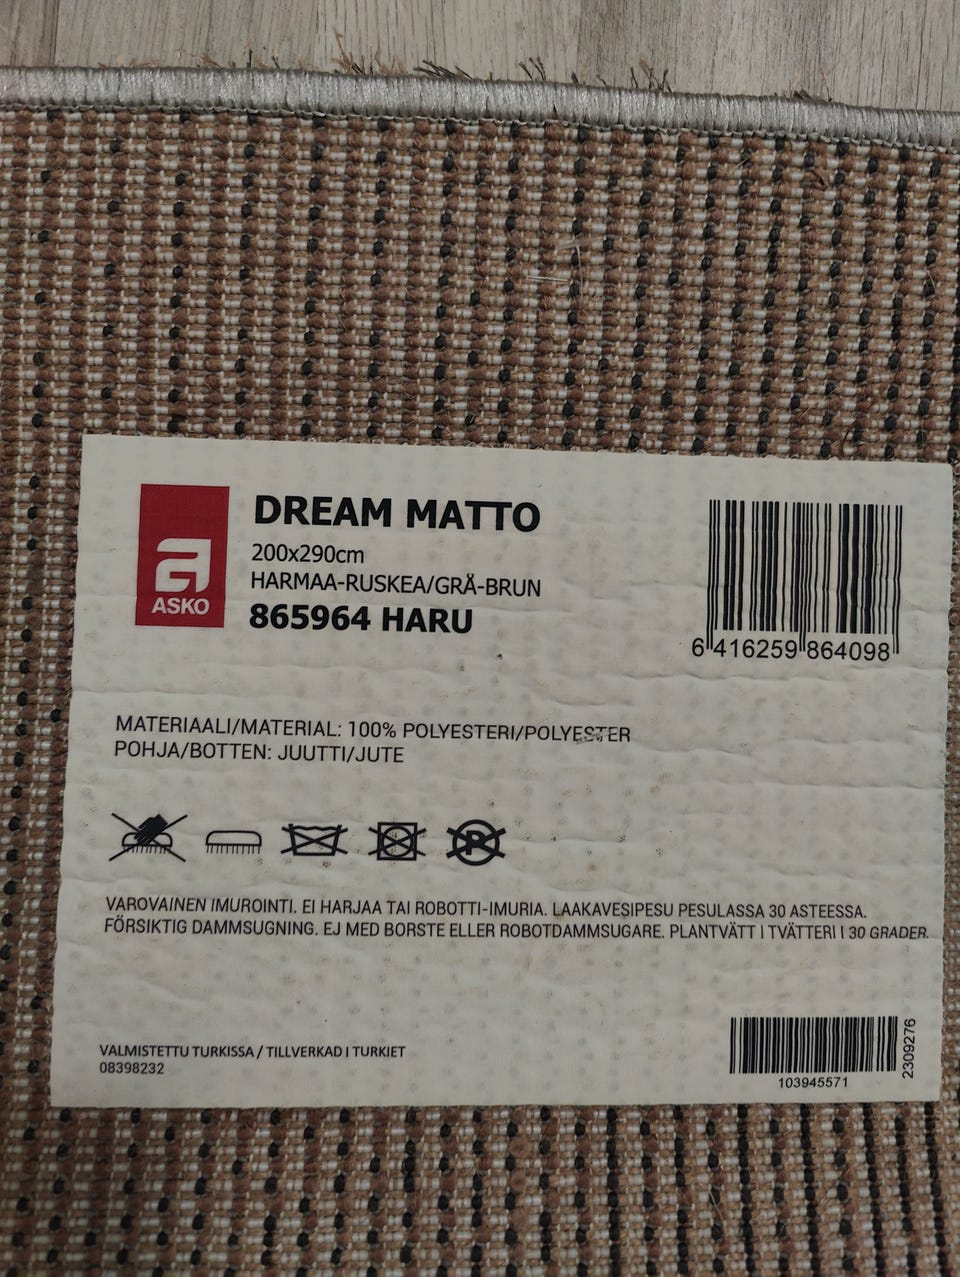 a
ASKO
DREAM MATTO
200x290cm
HARMAA-RUSKEA/GRÄ-BRUN
865964 HARU
6 416259 864098
MATERIAALI/MATERIAL: 100% POLYESTERI/POLYESTER
POHJA/BOTTEN: JUUTTI/JUTE
P
VAROVAINEN IMUROINTI. EI HARJAA TAI ROBOTTI-IMURIA. LAAKAVESIPESU PESULASSA 30 ASTEESSA.
FÖRSIKTIG DAMMSUGNING. EJ MED BORSTE ELLER ROBOTDAMMSUGARE. PLANTVÄTT I TVÄTTERI I 30 GRADER.
VALMISTETTU TURKISSA / TILLVERKAD I TURKIET
08398232
103945571
2309276